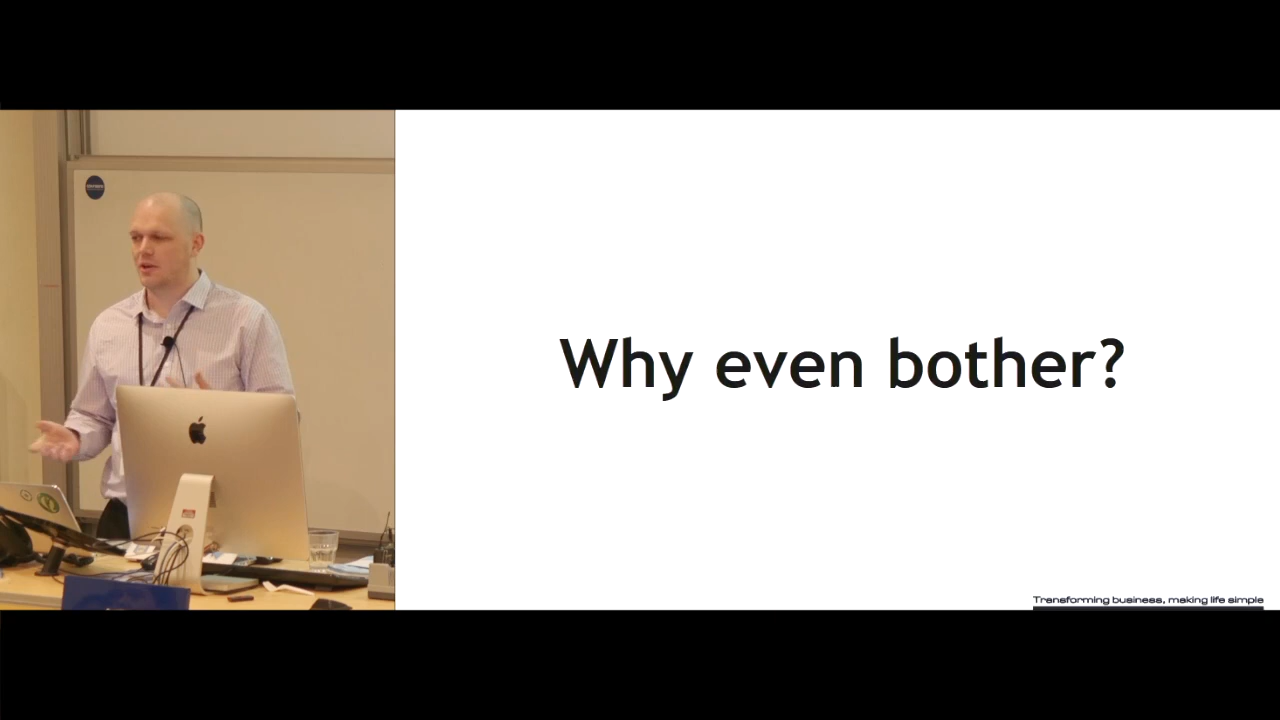 Why even bother?
Transforming business, making life simple